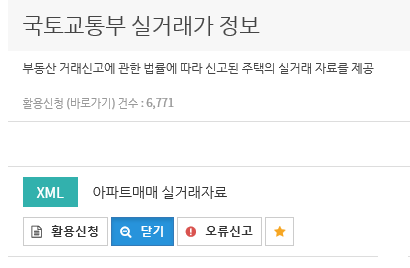 국토교통부 실거래가 정보
부동산 거래신고에 관한 법률에 따라 신고된 주택의 실거래 자료를 제공
활용신청 (바로가기) 건수 : 6,771
XML 아파트매매 실거래자료
활용신청 닫기 오류신고